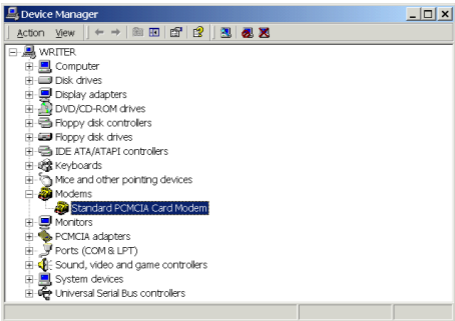 Device Manager
Action View
WRITER
Computer
Disk drives
Display adapters
DVD/CD-ROM drives
Floppy disk controllers
Floppy disk drives
IDE ATA/ATAPI controllers
Keyboards
Mice and other pointing devices
Modems
Standard PCMCIA Card Modem
Monitors
PCMCIA adapters
Ports (COM & LPT)
Sound, video and game controllers
System devices
Universal Serial Bus controllers